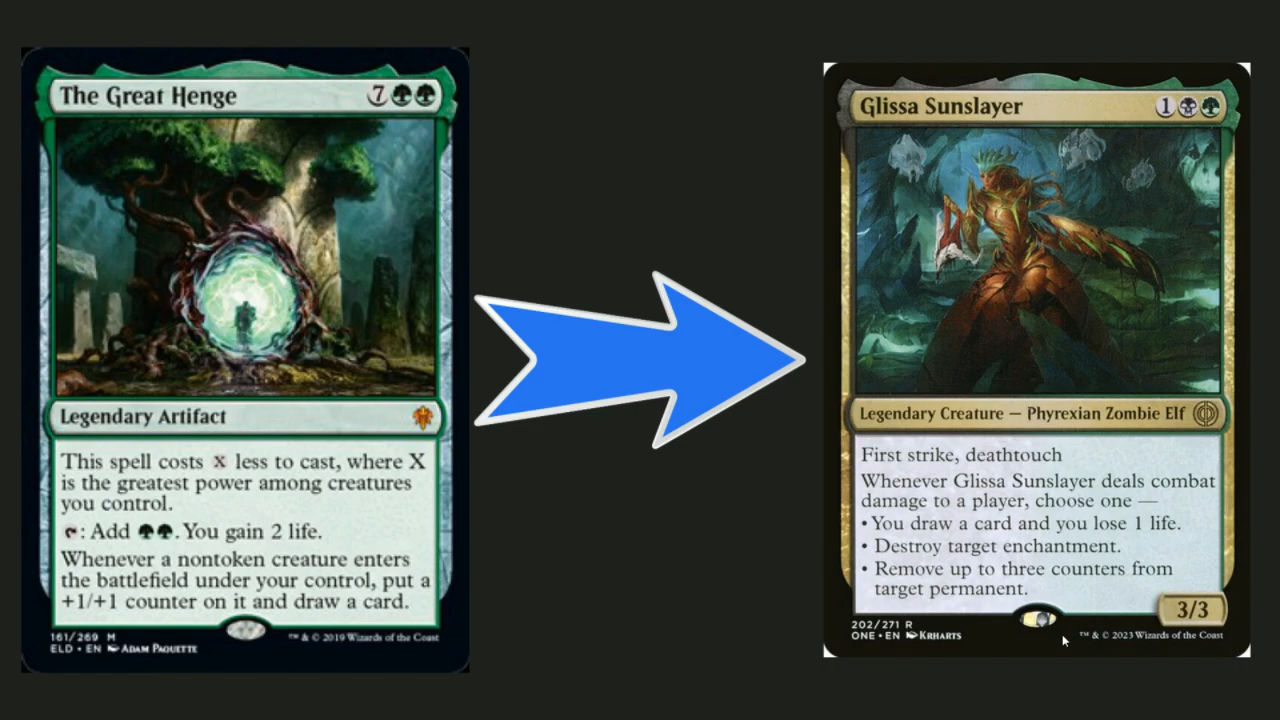 The Great Henge 7
Legendary Artifact
This spell costs X less to cast, where X
is the greatest power among creatures
you control.
: Add . You gain 2 life.
Whenever a nontoken creature enters
the battlefield under your control, put a
+1/+1 counter on it and draw a card.
161/269 M
ELD • EN ADAM PAQUETTE
™ & © 2019 Wizards of the Coast
Glissa Sunslayer 1
Legendary Creature — Phyrexian Zombie Elf
First strike, deathtouch
Whenever Glissa Sunslayer deals combat
damage to a player, choose one —
• You draw a card and you lose 1 life.
• Destroy target enchantment.
• Remove up to three counters from
target permanent.
3/3
202/271 R
ONE • EN KRHARTS
™ & © 2023 Wizards of the Coast